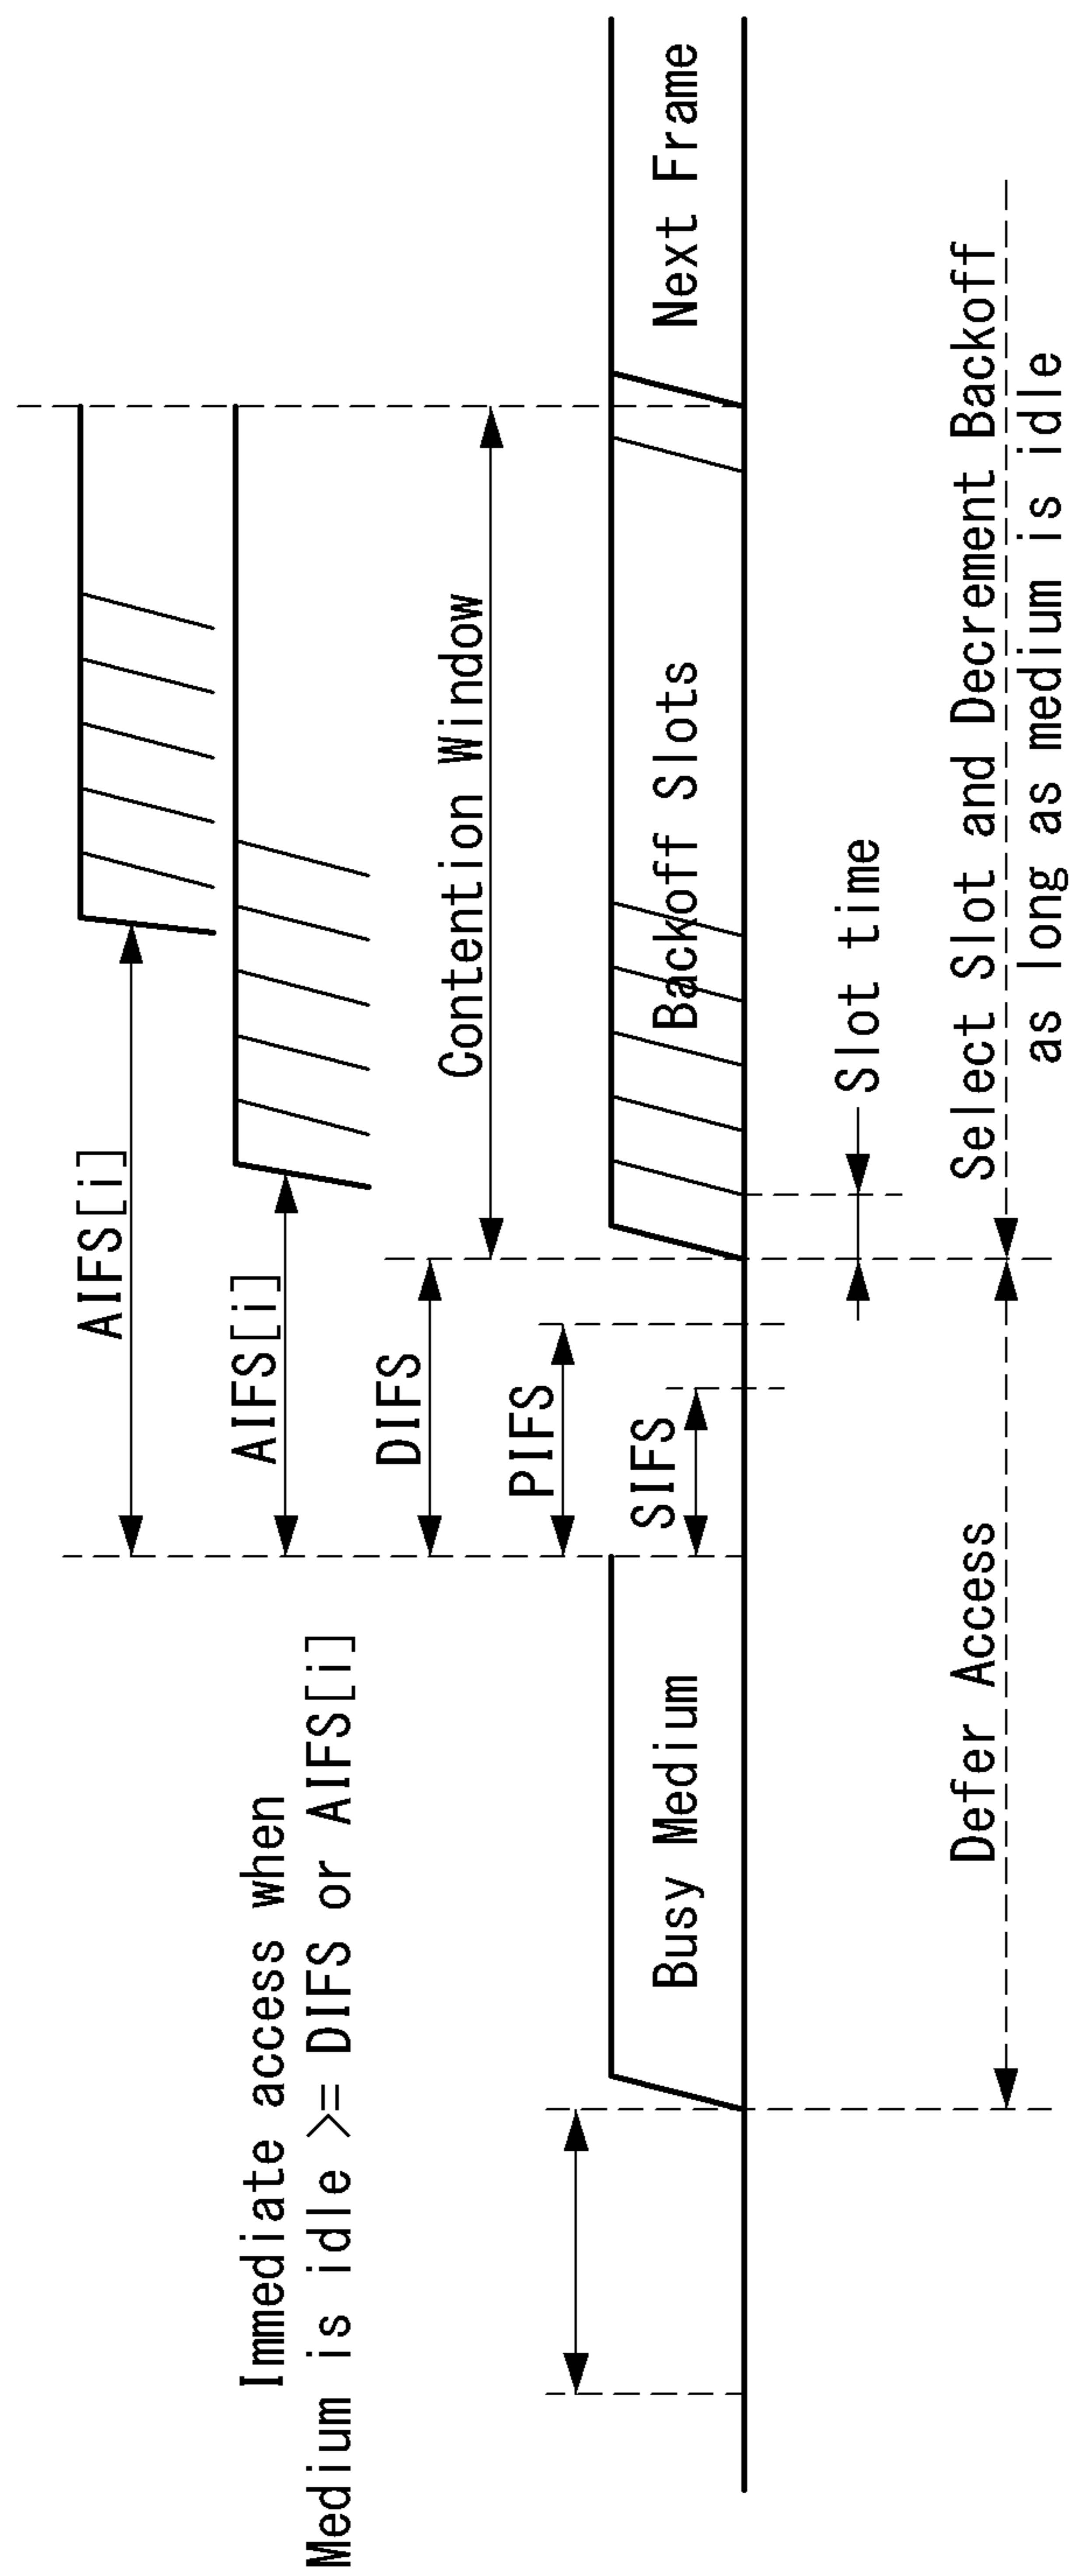 Immediate access when
Medium is idle >= DIFS or AIFS[i]
AIFS[i]
AIFS[i]
DIFS
Contention Window
PIFS
SIFS
Busy Medium
Backoff Slots
Next Frame
Slot time
Defer Access
Select Slot and Decrement Backoff
as long as medium is idle